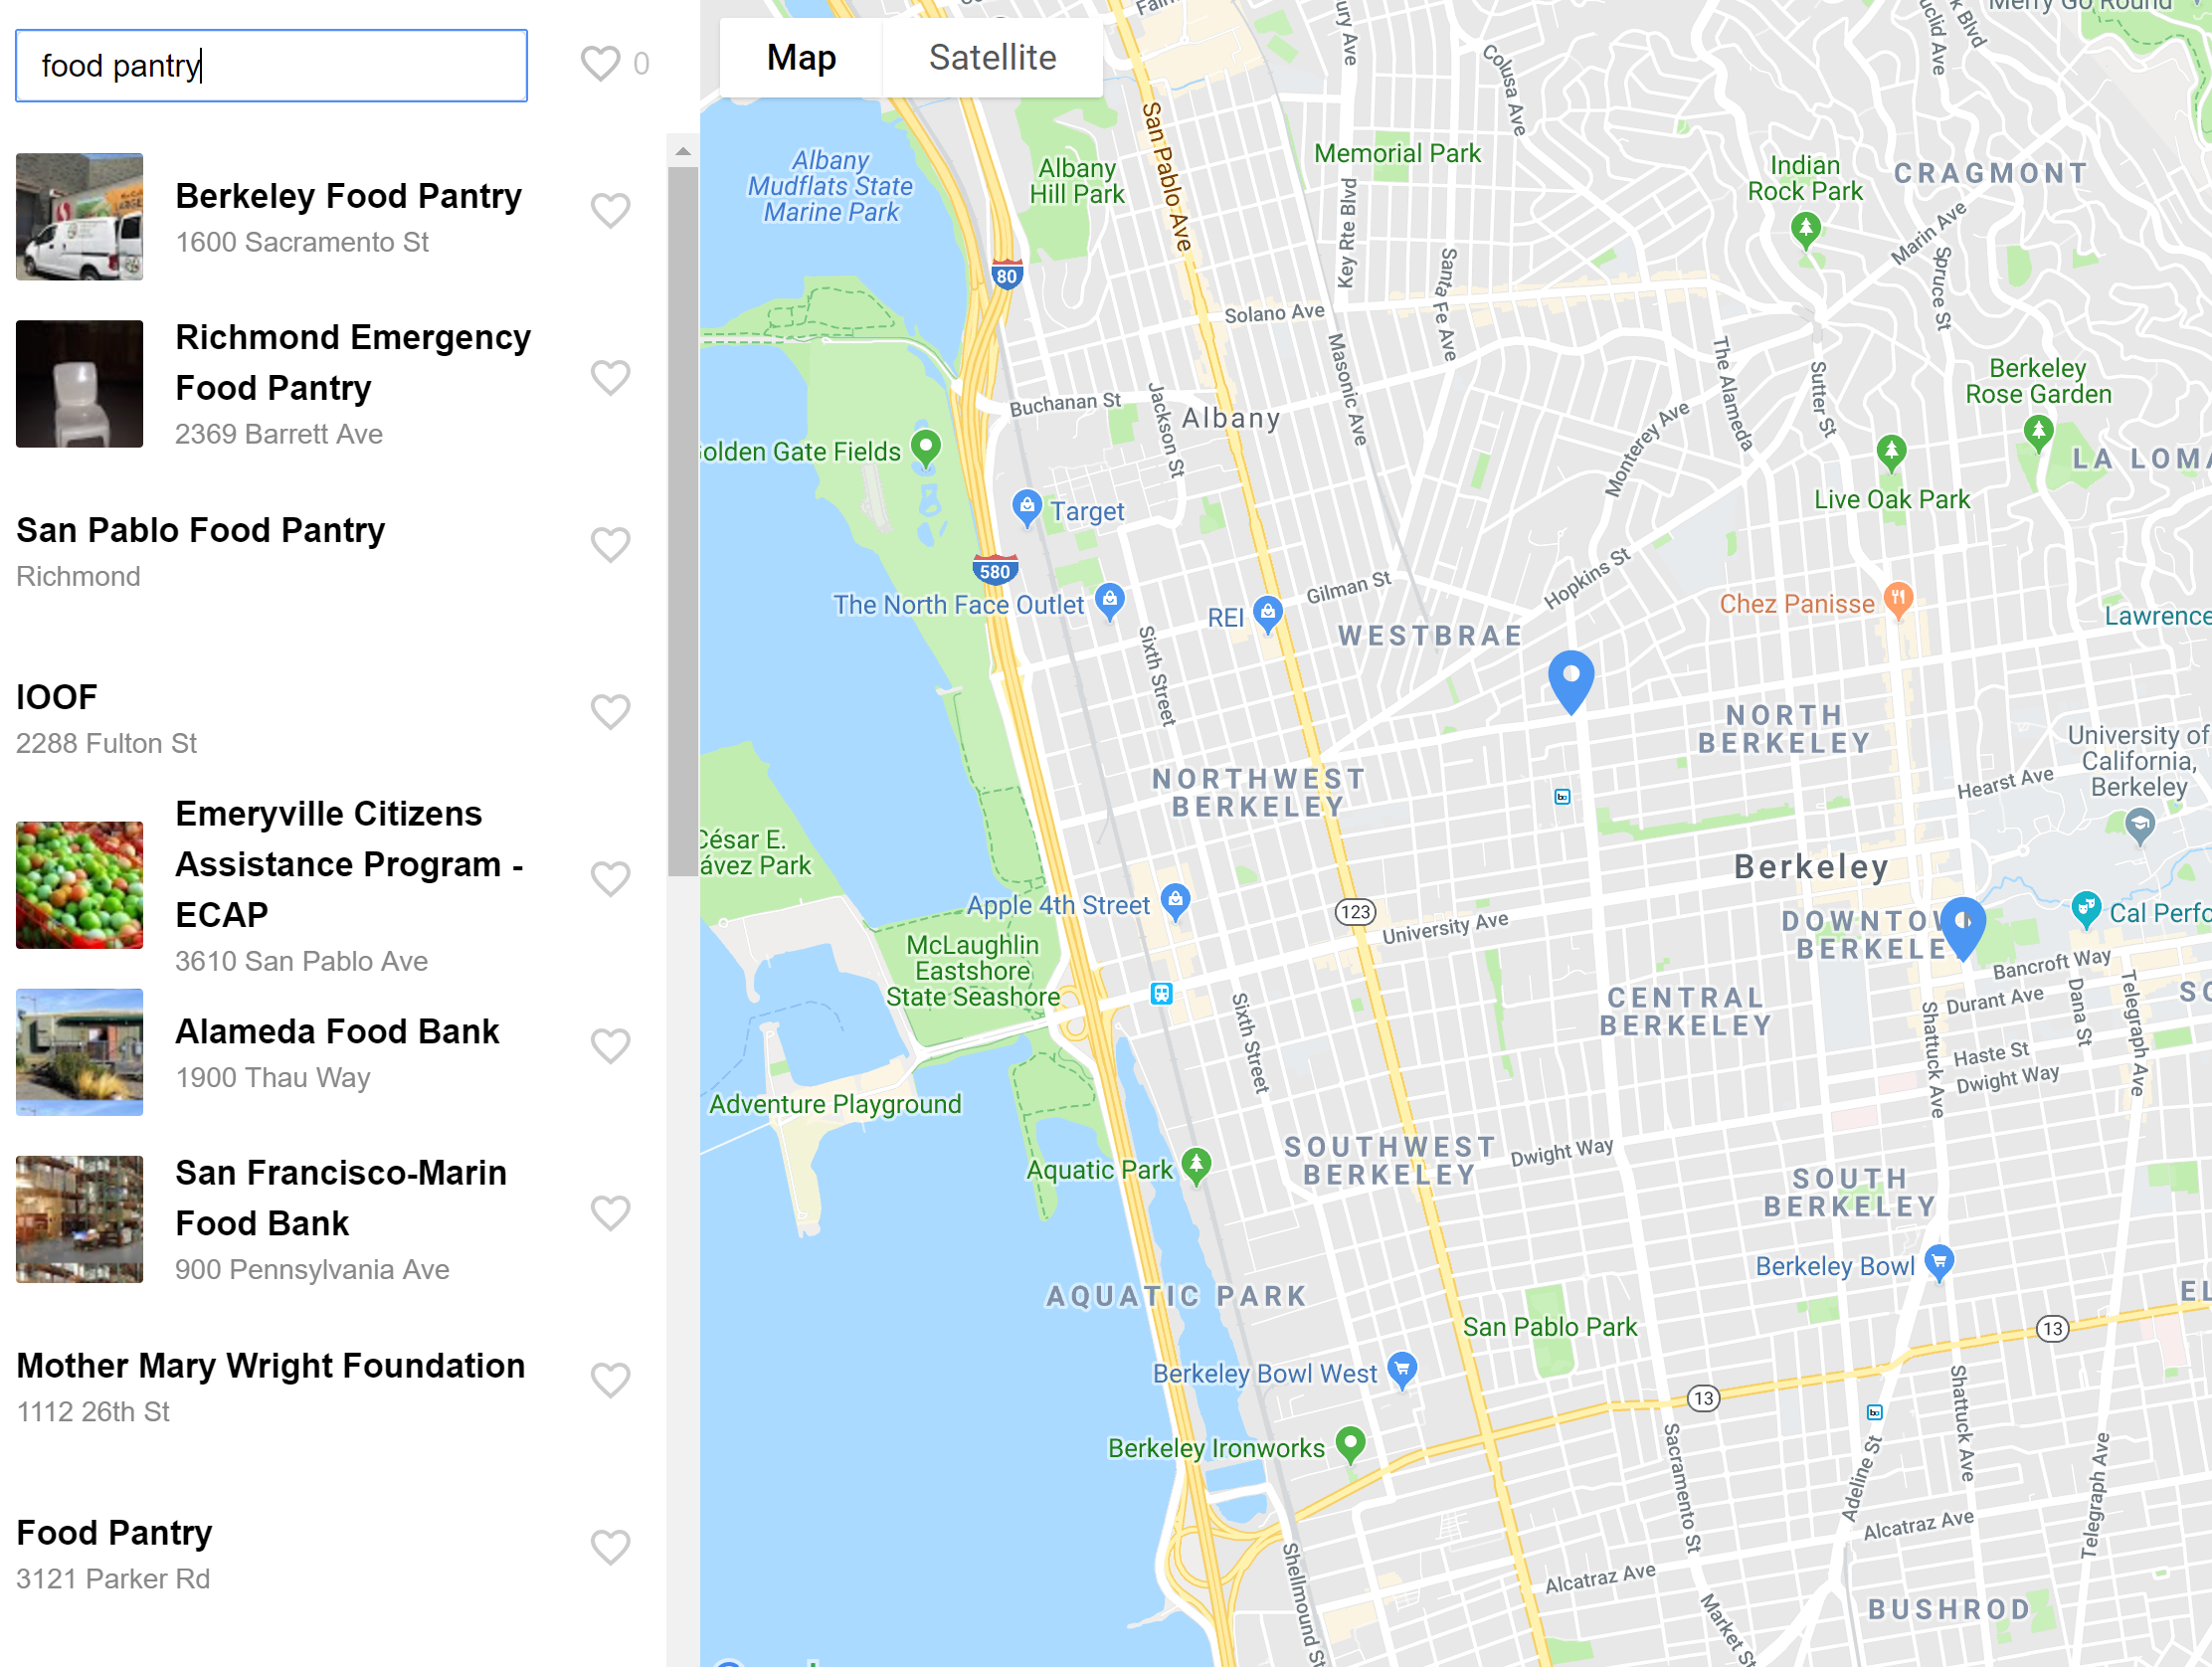 food pantry
0
Berkeley Food Pantry
1600 Sacramento St
Richmond Emergency
Food Pantry
2369 Barrett Ave
San Pablo Food Pantry
Richmond
IOOF
2288 Fulton St
Emeryville Citizens
Assistance Program -
ECAP
3610 San Pablo Ave
Alameda Food Bank
1900 Thau Way
San Francisco-Marin
Food Bank
900 Pennsylvania Ave
Mother Mary Wright Foundation
1112 26th St
Food Pantry
3121 Parker Rd
Map
Satellite
Albany
Mudflats State
Marine Park
Albany
Hill Park
San Pablo Ave
Memorial Park
Key Rte Blvd
Colusa Ave
Indian
Rock Park
CRAGMONT
Marin Ave
Spruce St
80
Solano Ave
Santa Fe Ave
Masonic Ave
The Alameda
Sutter St
Berkeley
Rose Garden
Buchanan St
Jackson St
Albany
Monterey Ave
olden Gate Fields
Live Oak Park
LA LOMA
Target
580
The North Face Outlet
REI
Gilman St
Hopkins St
Chez Panisse
Lawrence
WESTBRAE
Sixth Street
NORTH
BERKELEY
University of
California,
Berkeley
Hearst Ave
NORTHWEST
BERKELEY
César E.
ávez Park
Berkeley
Apple 4th Street
123
University Ave
DOWNTOW
BERKELE
Cal Perfo
McLaughlin
Eastshore
State Seashore
Bancroft Way
Durant Ave
Dana St
Telegraph Ave
CENTRAL
BERKELEY
Sixth Street
Shattuck Ave
Haste St
Dwight Way
Adventure Playground
SOUTHWEST
BERKELEY
Dwight Way
Aquatic Park
SOUTH
BERKELEY
Berkeley Bowl
AQUATIC PARK
San Pablo Park
13
Berkeley Bowl West
13
Shattuck Ave
Berkeley Ironworks
Sacramento St
Adeline St
Telegraph Ave
Alcatraz Ave
Shellmound St
Alcatraz Ave
Market St
BUSHROD